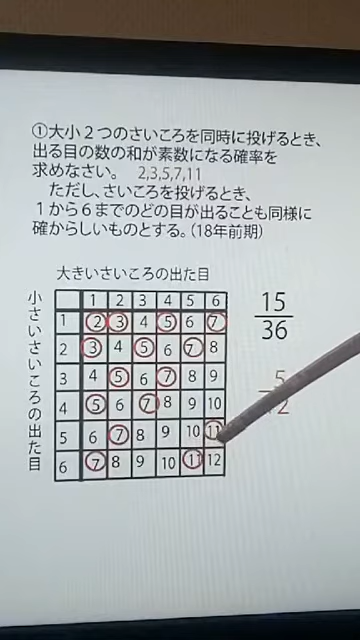 ①大小２つのさいころを同時に投げるとき、
出る目の数の和が素数になる確率を
求めなさい。 2,3,5,7,11
ただし、さいころを投げるとき、
１から６までのどの目が出ることも同様に
確からしいものとする。(18年前期)
大きいさいころの出た目
小さいさいころの出た目
1 2 3 4 5 6
1 2 3 4 5 6 7
2 3 4 5 6 7 8
3 4 5 6 7 8 9
4 5 6 7 8 9 10
5 6 7 8 9 10 11
6 7 8 9 10 11 12
15
36
5
2